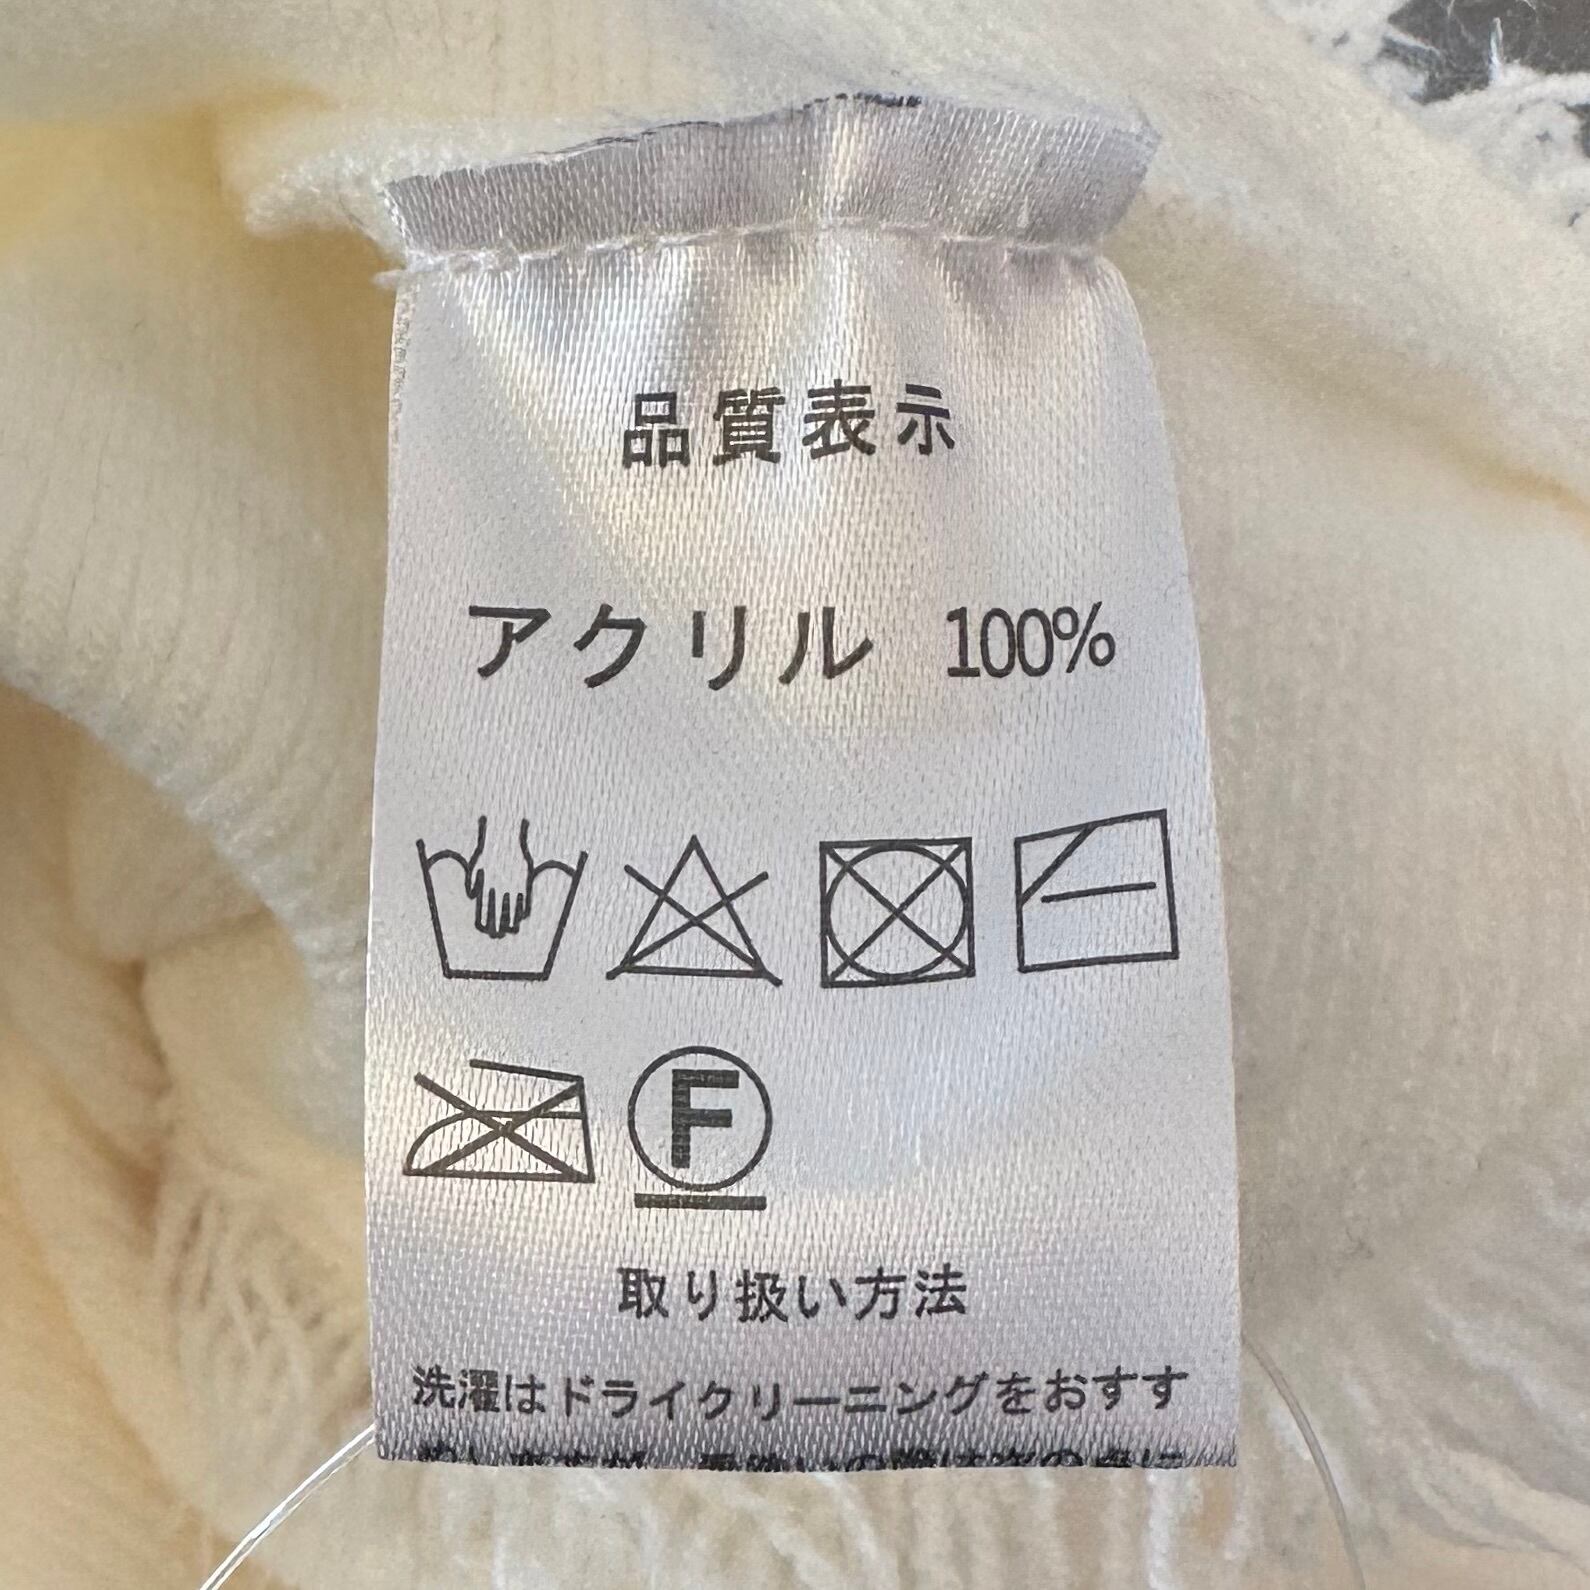 品質表示
アクリル 100%
F
取り扱い方法
洗濯はドライクリーニングをおすす